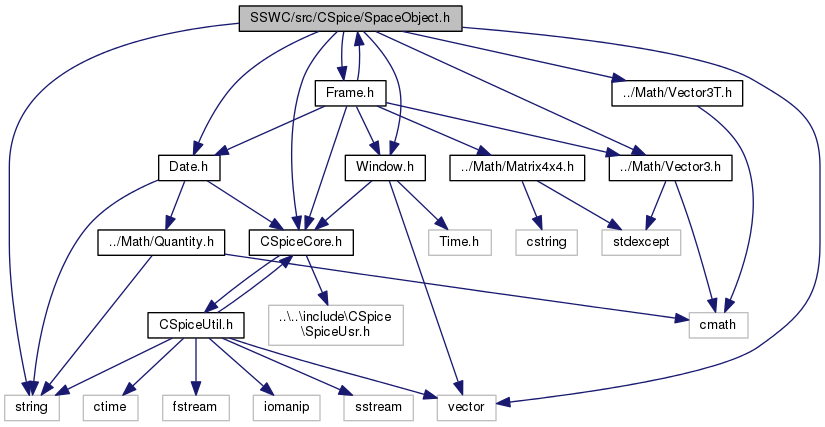 SSWC/src/CSpice/SpaceObject.h
Frame.h
../Math/Vector3T.h
Date.h
Window.h
../Math/Matrix4x4.h
../Math/Vector3.h
../Math/Quantity.h
CSpiceCore.h
Time.h
cstring
stdexcept
CSpiceUtil.h
..\..\include\CSpice
\SpiceUsr.h
cmath
string
ctime
fstream
iomanip
sstream
vector